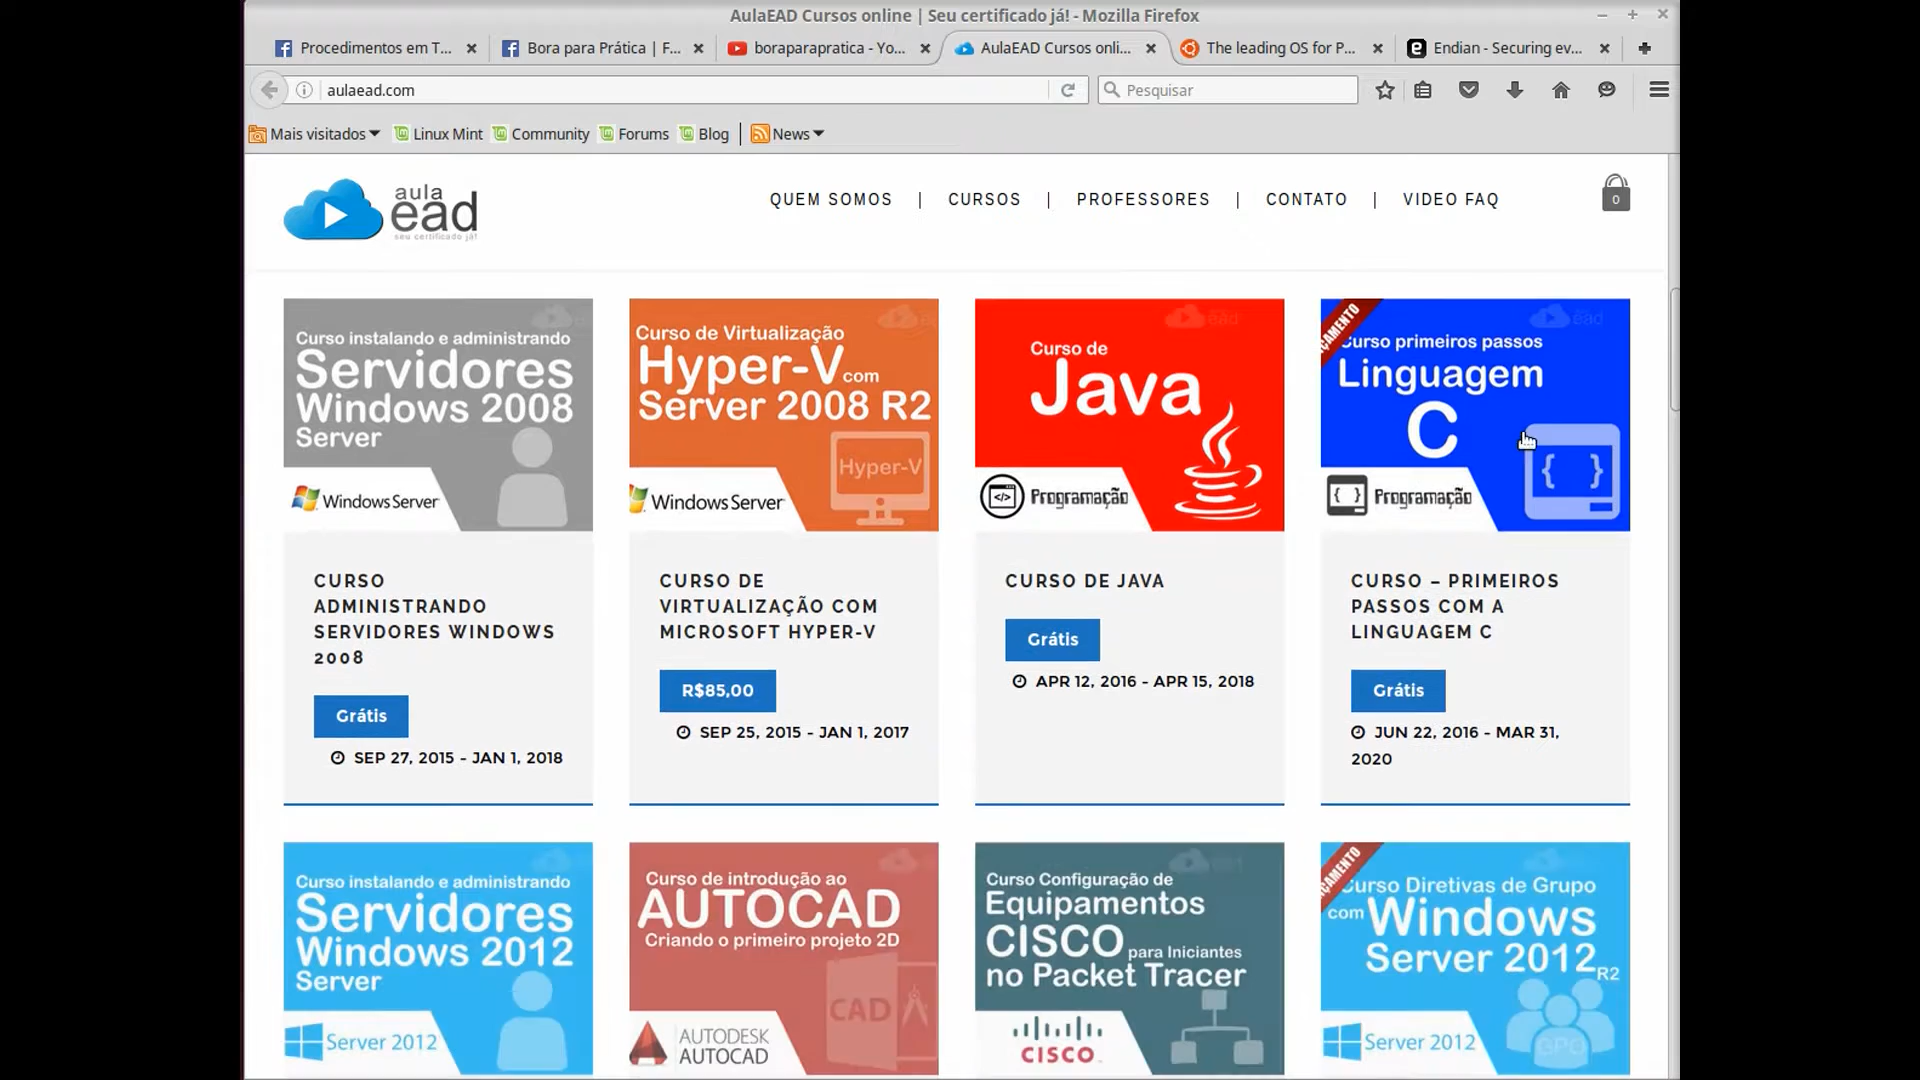 AulaEAD Cursos online | Seu certificado já! - Mozilla Firefox
Procedimentos em T...
Bora para Prática | F...
boraparapratica - Yo...
AulaEAD Cursos onli...
The leading OS for P...
Endian - Securing ev...
aulaead.com
Pesquisar
Mais visitados
Linux Mint
Community
Forums
Blog
News
aula
ead
seu certificado já!
QUEM SOMOS | CURSOS | PROFESSORES | CONTATO | VIDEO FAQ
0
Curso instalando e administrando
Servidores
Windows 2008
Server
Windows Server
Curso de Virtualização
Hyper-V com
Server 2008 R2
Hyper-V
Windows Server
Curso de
Java
Programação
ÇAMENTO
Curso primeiros passos
Linguagem
C
{ }
Programação
CURSO
ADMINISTRANDO
SERVIDORES WINDOWS
2008
Grátis
SEP 27, 2015 - JAN 1, 2018
CURSO DE
VIRTUALIZAÇÃO COM
MICROSOFT HYPER-V
R$85,00
SEP 25, 2015 - JAN 1, 2017
CURSO DE JAVA
Grátis
APR 12, 2016 - APR 15, 2018
CURSO – PRIMEIROS
PASSOS COM A
LINGUAGEM C
Grátis
JUN 22, 2016 - MAR 31,
2020
Curso instalando e administrando
Servidores
Windows 2012
Server
Server 2012
Curso de introdução ao
AUTOCAD
Criando o primeiro projeto 2D
CAD
AUTODESK
AUTOCAD
Curso Configuração de
Equipamentos
CISCO para Iniciantes
no Packet Tracer
CISCO
ÇAMENTO
Curso Diretivas de Grupo
com Windows
Server 2012 R2
GPO
Server 2012